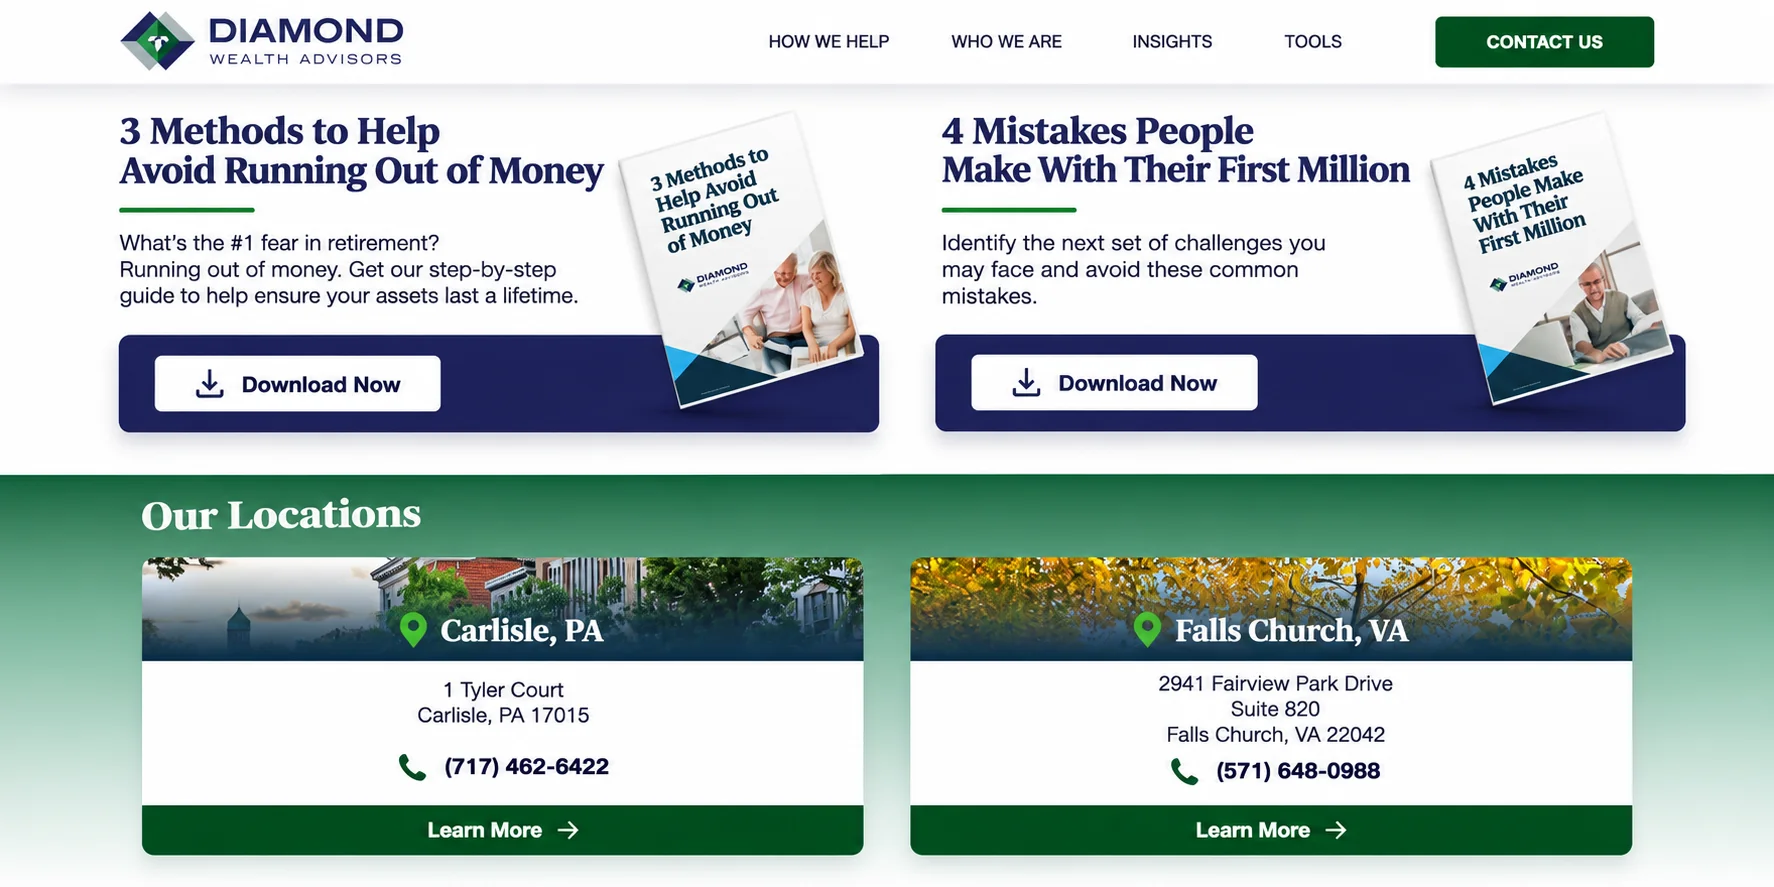 DIAMOND
WEALTH ADVISORS
HOW WE HELP
WHO WE ARE
INSIGHTS
TOOLS
CONTACT US
3 Methods to Help
Avoid Running Out of Money
What's the #1 fear in retirement?
Running out of money. Get our step-by-step
guide to help ensure your assets last a lifetime.
Download Now
3 Methods to
Help Avoid
Running Out
of Money
DIAMOND
WEALTH ADVISORS
4 Mistakes People
Make With Their First Million
Identify the next set of challenges you
may face and avoid these common
mistakes.
Download Now
4 Mistakes
People Make
With Their
First Million
DIAMOND
WEALTH ADVISORS
Our Locations
Carlisle, PA
1 Tyler Court
Carlisle, PA 17015
(717) 462-6422
Learn More
Falls Church, VA
2941 Fairview Park Drive
Suite 820
Falls Church, VA 22042
(571) 648-0988
Learn More